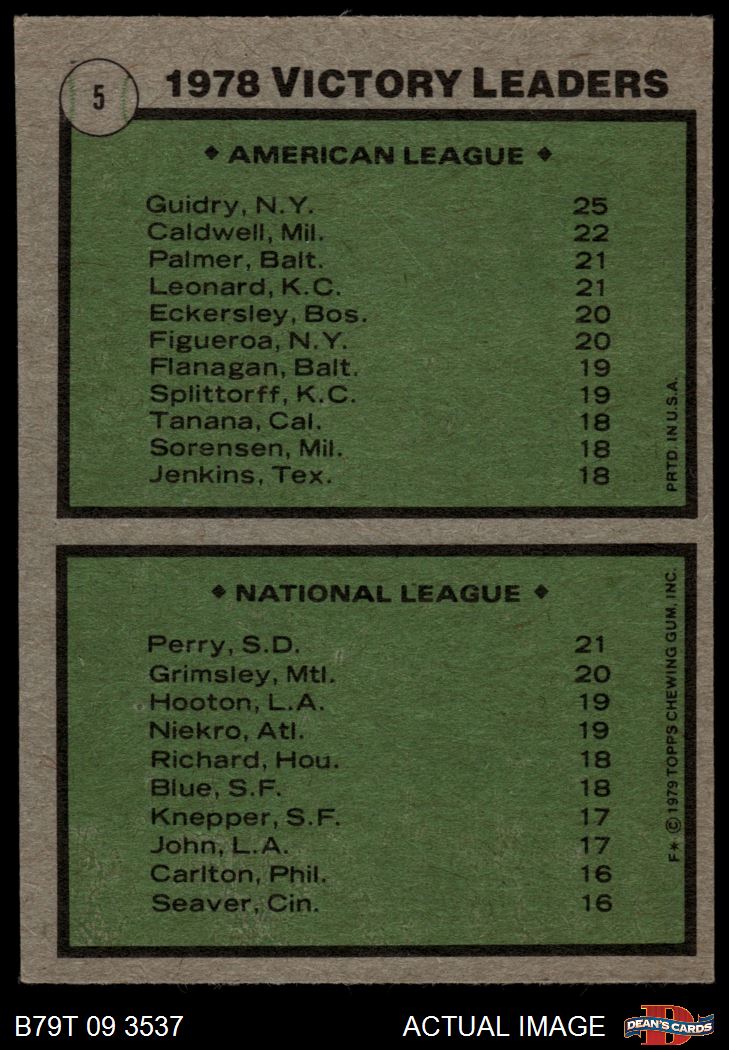 5
1978 VICTORY LEADERS
◆ AMERICAN LEAGUE ◆
Guidry, N.Y. 25
Caldwell, Mil. 22
Palmer, Balt. 21
Leonard, K.C. 21
Eckersley, Bos. 20
Figueroa, N.Y. 20
Flanagan, Balt. 19
Splittorff, K.C. 19
Tanana, Cal. 18
Sorensen, Mil. 18
Jenkins, Tex. 18
PRTD. IN U.S.A.
◆ NATIONAL LEAGUE ◆
Perry, S.D. 21
Grimsley, Mtl. 20
Hooton, L.A. 19
Niekro, Atl. 19
Richard, Hou. 18
Blue, S.F. 18
Knepper, S.F. 17
John, L.A. 17
Carlton, Phil. 16
Seaver, Cin. 16
F* © 1979 TOPPS CHEWING GUM, INC.
B79T 09 3537 ACTUAL IMAGE
D
DEAN'S CARDS